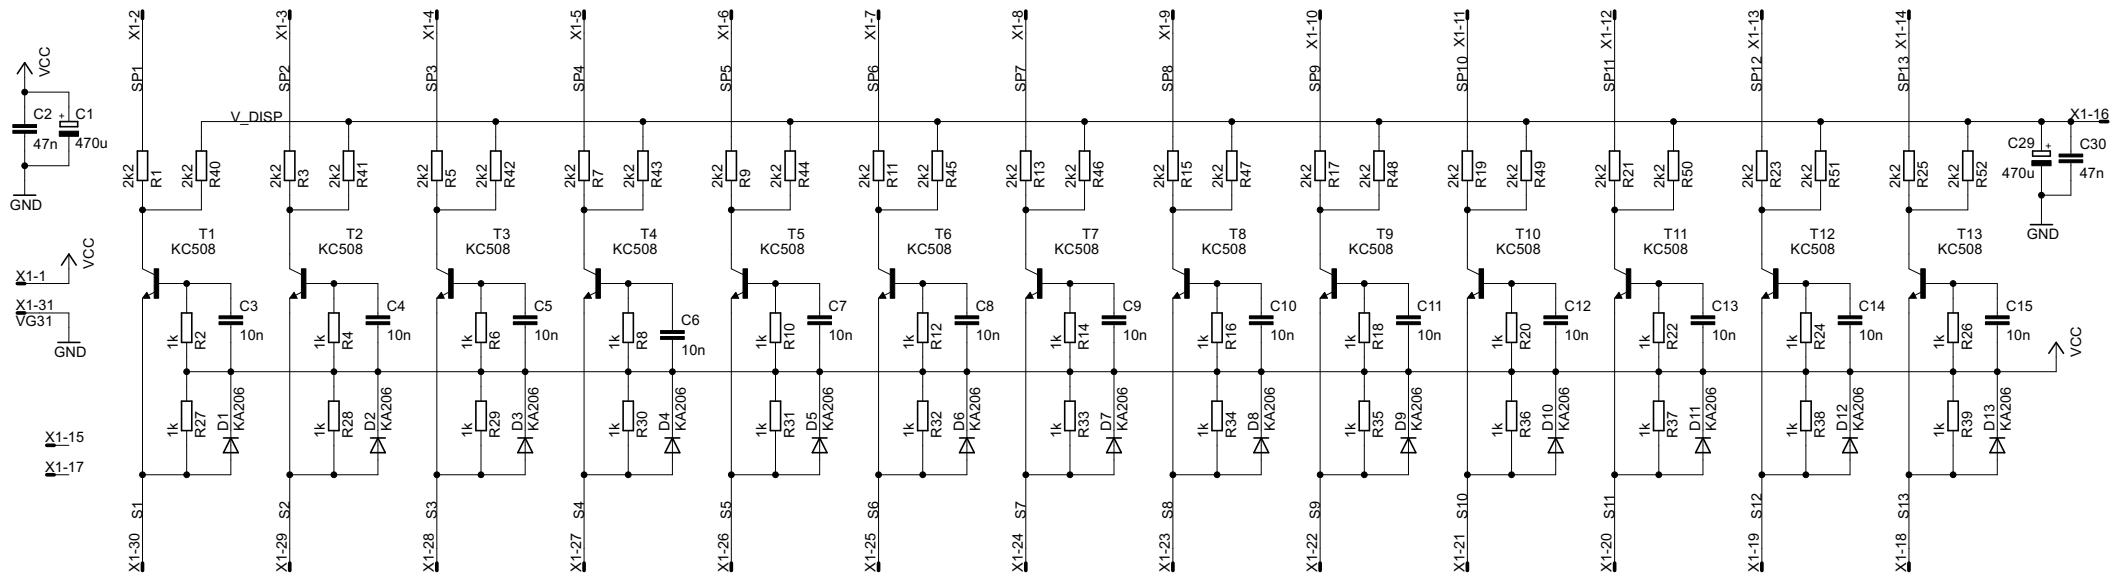 X1-2 X1-3 X1-4 X1-5 X1-6 X1-7 X1-8 X1-9 X1-10 X1-11 X1-12 X1-13 X1-14
VCC SP1 SP2 SP3 SP4 SP5 SP6 SP7 SP8 SP9 SP10 SP11 SP12 SP13
C2 + C1 V_DISP X1-16
47n 470u C29 + C30
470u 47n
2k2 R1 2k2 R40 2k2 R3 2k2 R41 2k2 R5 2k2 R42 2k2 R7 2k2 R43 2k2 R9 2k2 R44 2k2 R11 2k2 R45 2k2 R13 2k2 R46 2k2 R15 2k2 R47 2k2 R17 2k2 R48 2k2 R19 2k2 R49 2k2 R21 2k2 R50 2k2 R23 2k2 R51 2k2 R25 2k2 R52
GND GND
T1 T2 T3 T4 T5 T6 T7 T8 T9 T10 T11 T12 T13
KC508 KC508 KC508 KC508 KC508 KC508 KC508 KC508 KC508 KC508 KC508 KC508 KC508
X1-1 VCC
X1-31
VG31
GND
C3 C4 C5 C6 C7 C8 C9 C10 C11 C12 C13 C14 C15
10n 10n 10n 10n 10n 10n 10n 10n 10n 10n 10n 10n 10n
1k R2 1k R4 1k R6 1k R8 1k R10 1k R12 1k R14 1k R16 1k R18 1k R20 1k R22 1k R24 1k R26
VCC
1k R27 D1 KA206 1k R28 D2 KA206 1k R29 D3 KA206 1k R30 D4 KA206 1k R31 D5 KA206 1k R32 D6 KA206 1k R33 D7 KA206 1k R34 D8 KA206 1k R35 D9 KA206 1k R36 D10 KA206 1k R37 D11 KA206 1k R38 D12 KA206 1k R39 D13 KA206
X1-15
X1-17
S1 S2 S3 S4 S5 S6 S7 S8 S9 S10 S11 S12 S13
X1-30 X1-29 X1-28 X1-27 X1-26 X1-25 X1-24 X1-23 X1-22 X1-21 X1-20 X1-19 X1-18